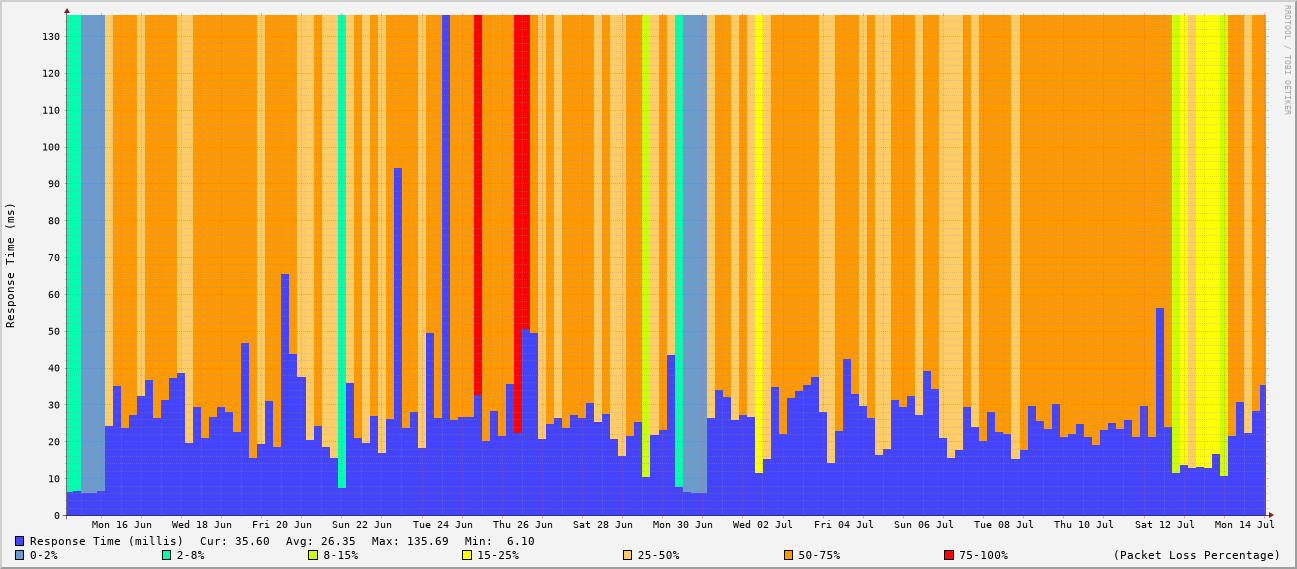 RRDTOOL / TOBI OETIKER
Response Time (ms)
130
120
110
100
90
80
70
60
50
40
30
20
10
0
Mon 16 Jun Wed 18 Jun Fri 20 Jun Sun 22 Jun Tue 24 Jun Thu 26 Jun Sat 28 Jun Mon 30 Jun Wed 02 Jul Fri 04 Jul Sun 06 Jul Tue 08 Jul Thu 10 Jul Sat 12 Jul Mon 14 Jul
Response Time (millis) Cur: 35.60 Avg: 26.35 Max: 135.69 Min: 6.10
0-2% 2-8% 8-15% 15-25% 25-50% 50-75% 75-100% (Packet Loss Percentage)